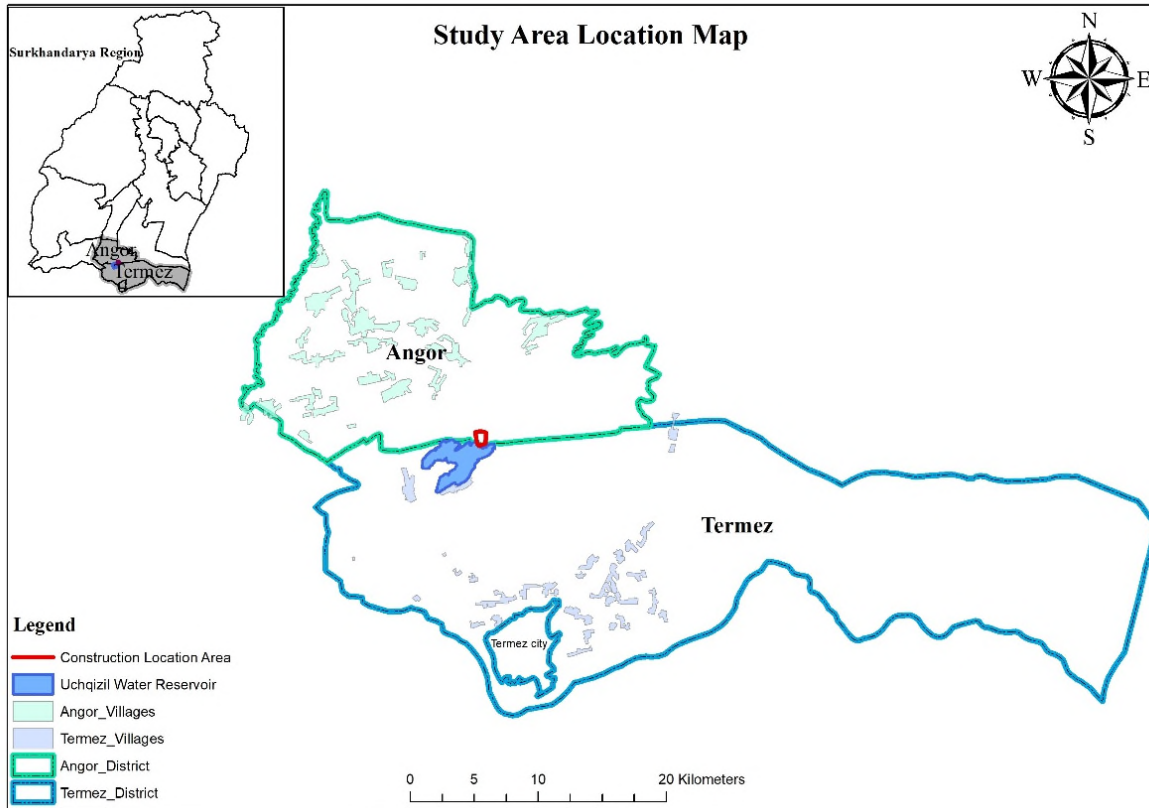 Study Area Location Map
Surkhandarya Region
Angor
Termez
N
W E
S
Angor
Termez
Termez city
Legend
Construction Location Area
Uchqizil Water Reservoir
Angor_Villages
Termez_Villages
Angor_District
Termez_District
0 5 10 20 Kilometers